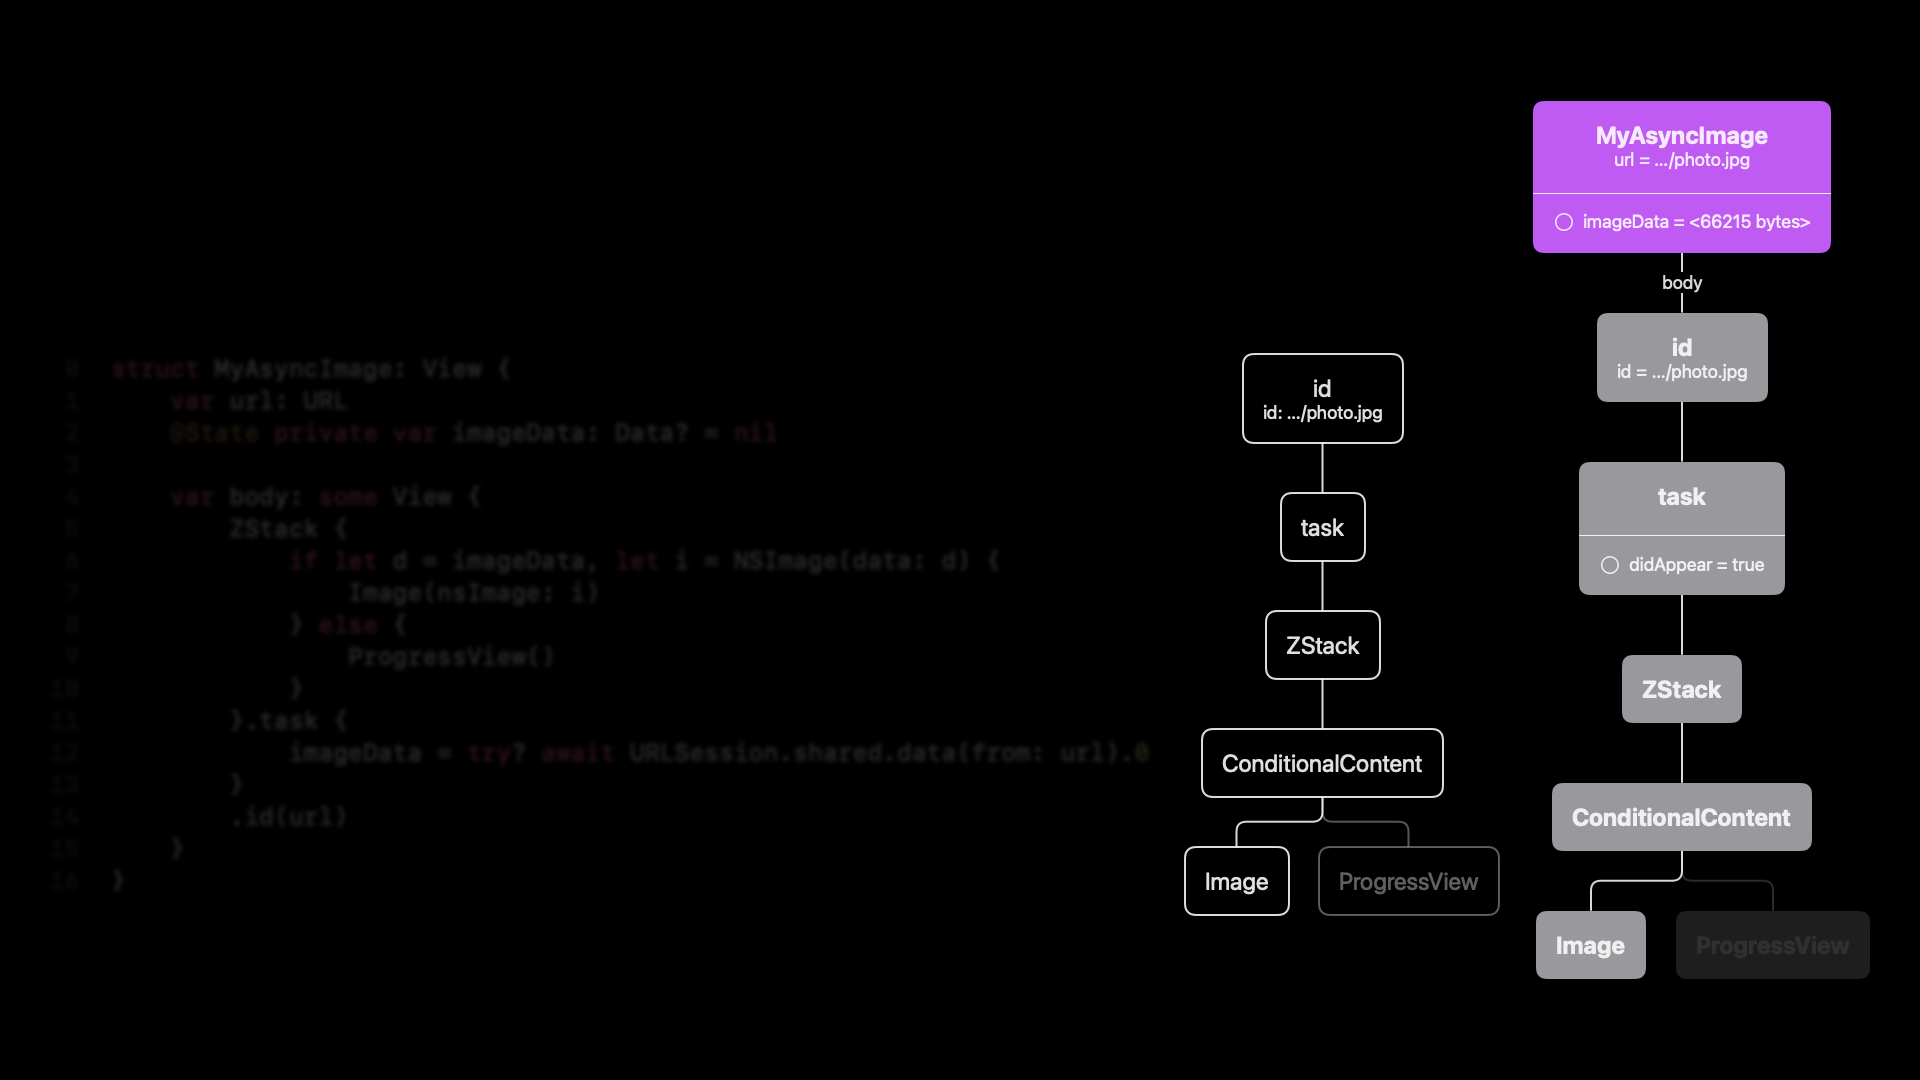 0 struct MyAsyncImage: View {
1     var url: URL
2     @State private var imageData: Data? = nil
3
4     var body: some View {
5         ZStack {
6             if let d = imageData, let i = NSImage(data: d) {
7                 Image(nsImage: i)
8             } else {
9                 ProgressView()
10             }
11         }.task {
12             imageData = try? await URLSession.shared.data(from: url).0
13         }
14         .id(url)
15     }
16 }
id
id: .../photo.jpg
task
ZStack
ConditionalContent
Image
ProgressView
MyAsyncImage
url = .../photo.jpg
imageData = <66215 bytes>
body
id
id = .../photo.jpg
task
didAppear = true
ZStack
ConditionalContent
Image
ProgressView